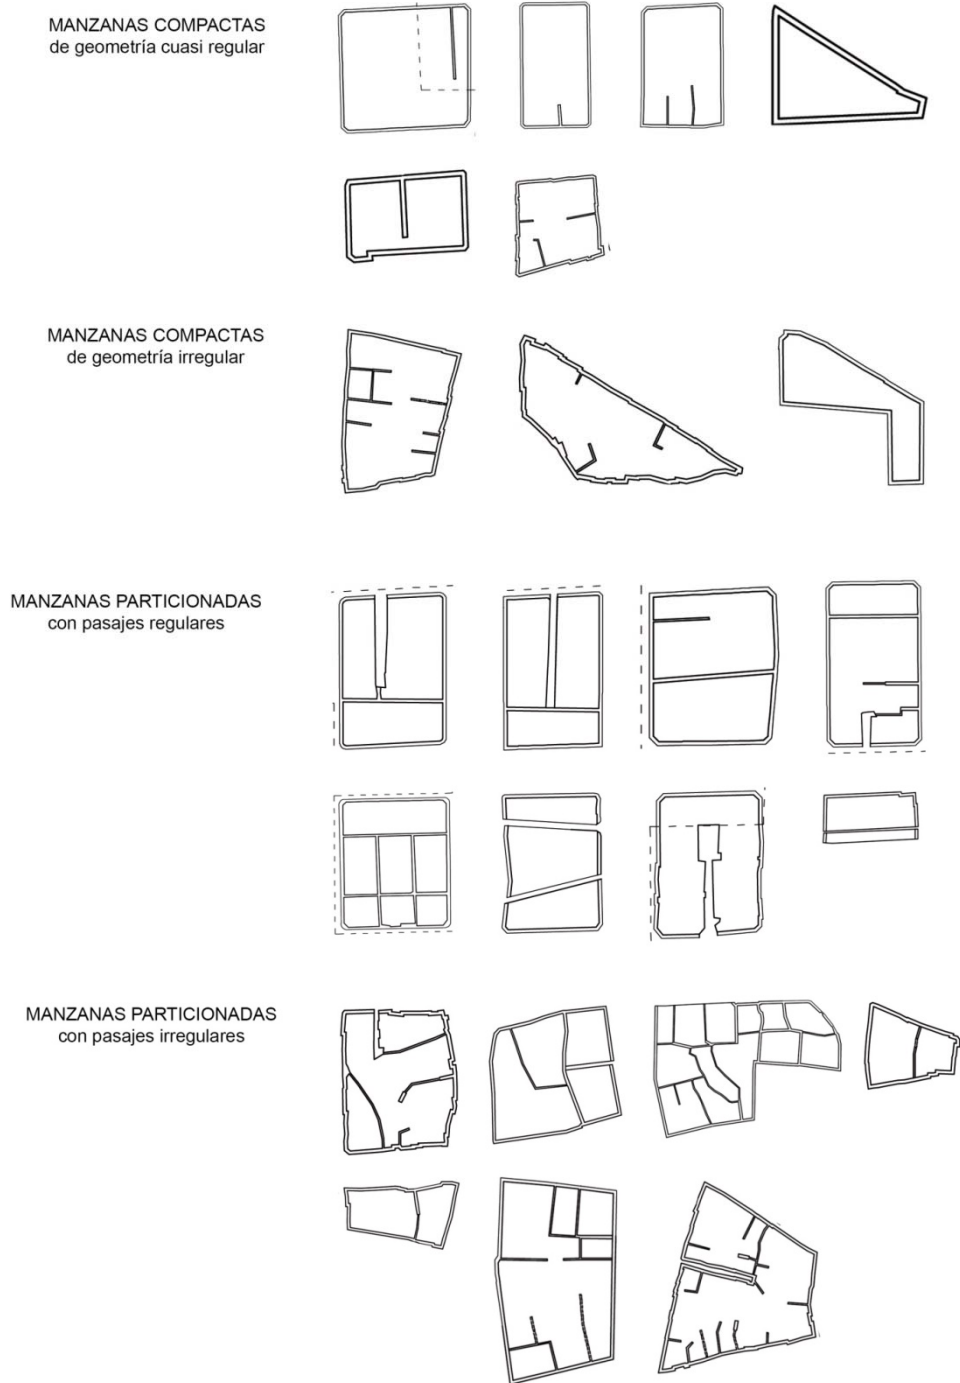 MANZANAS COMPACTAS
de geometría cuasi regular
MANZANAS COMPACTAS
de geometría irregular
MANZANAS PARTICIONADAS
con pasajes regulares
MANZANAS PARTICIONADAS
con pasajes irregulares